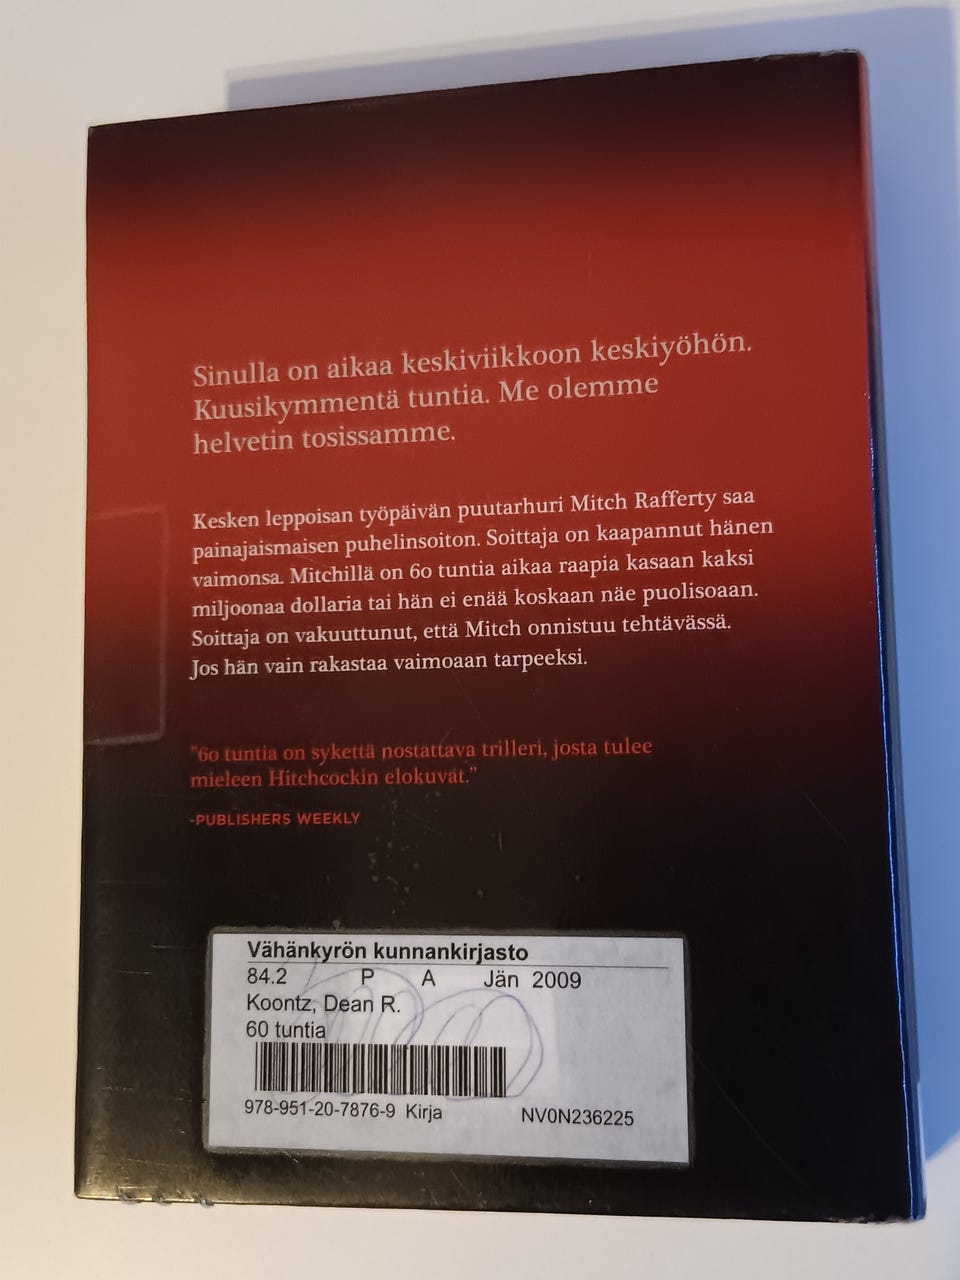 Sinulla on aikaa keskiviikkoon keskiyöhön.
Kuusikymmentä tuntia. Me olemme
helvetin tosissamme.
Kesken leppoisan työpäivän puutarhuri Mitch Rafferty saa
painajaismaisen puhelinsoiton. Soittaja on kaapannut hänen
vaimonsa. Mitchillä on 60 tuntia aikaa raapia kasaan kaksi
miljoonaa dollaria tai hän ei enää koskaan näe puolisoaan.
Soittaja on vakuuttunut, että Mitch onnistuu tehtävässä.
Jos hän vain rakastaa vaimoaan tarpeeksi.
"60 tuntia on sykettä nostattava trilleri, josta tulee
mieleen Hitchcockin elokuvat."
-PUBLISHERS WEEKLY
Vähänkyrön kunnankirjasto
84.2 P A Jän 2009
Koontz, Dean R.
60 tuntia
978-951-20-7876-9 Kirja NV0N236225